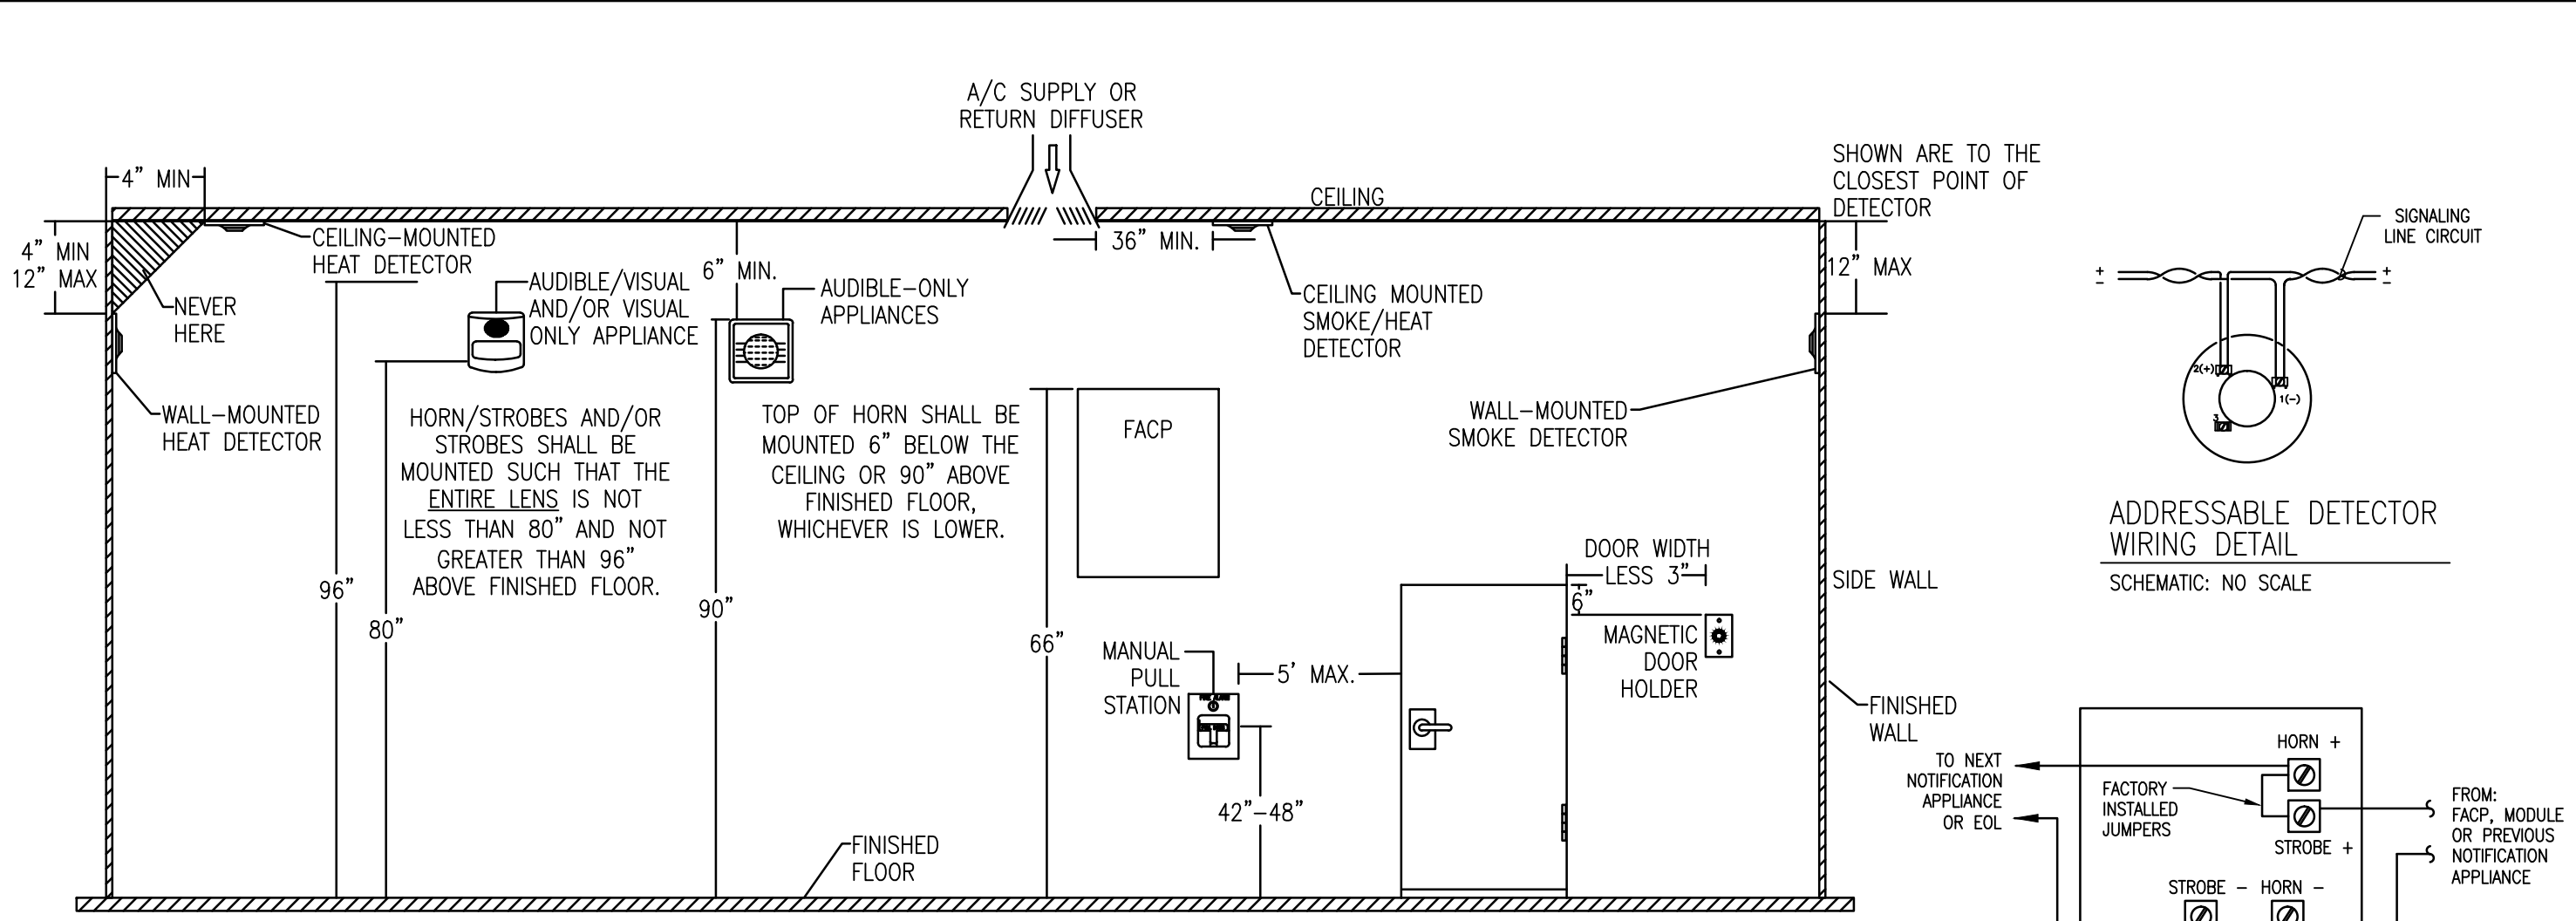 A/C SUPPLY OR
RETURN DIFFUSER
4" MIN
CEILING
SHOWN ARE TO THE
CLOSEST POINT OF
DETECTOR
4" MIN
12" MAX
CEILING-MOUNTED
HEAT DETECTOR
NEVER
HERE
WALL-MOUNTED
HEAT DETECTOR
AUDIBLE/VISUAL
AND/OR VISUAL
ONLY APPLIANCE
6" MIN.
AUDIBLE-ONLY
APPLIANCES
36" MIN.
CEILING MOUNTED
SMOKE/HEAT
DETECTOR
12" MAX
WALL-MOUNTED
SMOKE DETECTOR
HORN/STROBES AND/OR
STROBES SHALL BE
MOUNTED SUCH THAT THE
ENTIRE LENS IS NOT
LESS THAN 80" AND NOT
GREATER THAN 96"
ABOVE FINISHED FLOOR.
TOP OF HORN SHALL BE
MOUNTED 6" BELOW THE
CEILING OR 90" ABOVE
FINISHED FLOOR,
WHICHEVER IS LOWER.
FACP
96"
80"
90"
66"
DOOR WIDTH
LESS 3"
6"
MAGNETIC
DOOR
HOLDER
MANUAL
PULL
STATION
5' MAX.
42"-48"
FINISHED
FLOOR
SIDE WALL
FINISHED
WALL
SIGNALING
LINE CIRCUIT
+
-
+
-
2(+)
1(-)
3
ADDRESSABLE DETECTOR
WIRING DETAIL
SCHEMATIC: NO SCALE
TO NEXT
NOTIFICATION
APPLIANCE
OR EOL
HORN +
FACTORY
INSTALLED
JUMPERS
STROBE +
STROBE - HORN -
FROM:
FACP, MODULE
OR PREVIOUS
NOTIFICATION
APPLIANCE